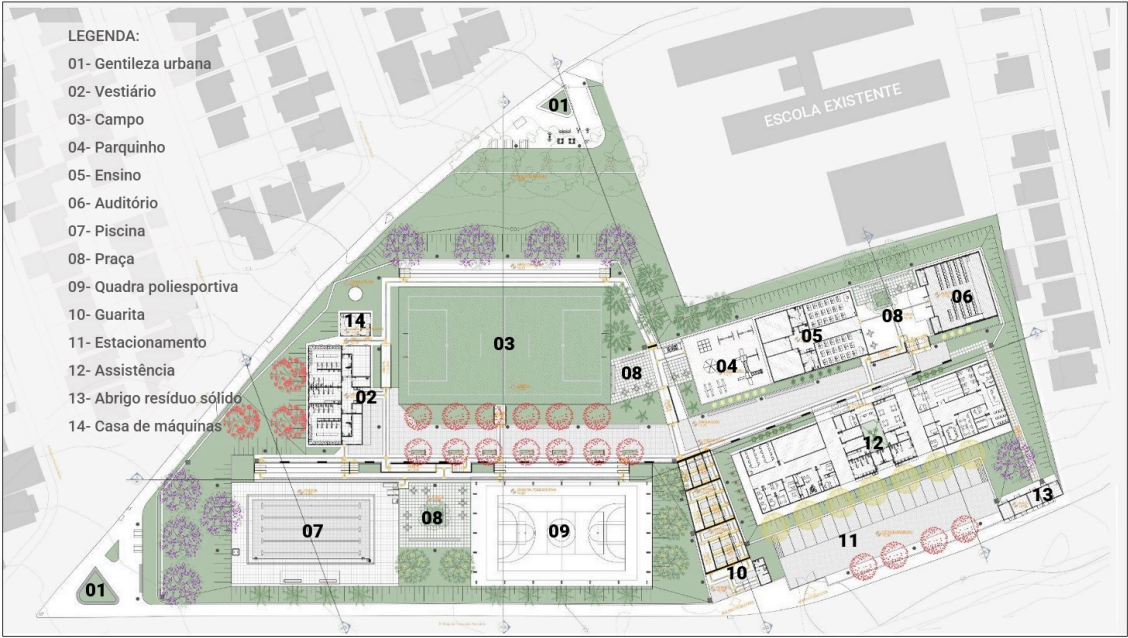 LEGENDA:
01- Gentileza urbana
02- Vestiário
03- Campo
04- Parquinho
05- Ensino
06- Auditório
07- Piscina
08- Praça
09- Quadra poliesportiva
10- Guarita
11- Estacionamento
12- Assistência
13- Abrigo resíduo sólido
14- Casa de máquinas
ESCOLA EXISTENTE
01
06
08
14
05
03
04
08
02
12
13
08
07
09
11
10
01